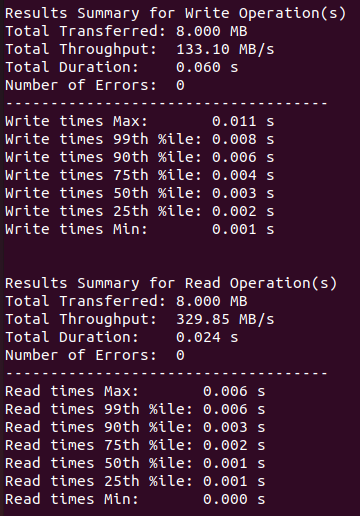 Results Summary for Write Operation(s)
Total Transferred: 8.000 MB
Total Throughput:  133.10 MB/s
Total Duration:    0.060 s
Number of Errors:  0
------------------------------------
Write times Max:       0.011 s
Write times 99th %ile: 0.008 s
Write times 90th %ile: 0.006 s
Write times 75th %ile: 0.004 s
Write times 50th %ile: 0.003 s
Write times 25th %ile: 0.002 s
Write times Min:       0.001 s
Results Summary for Read Operation(s)
Total Transferred: 8.000 MB
Total Throughput:  329.85 MB/s
Total Duration:    0.024 s
Number of Errors:  0
------------------------------------
Read times Max:       0.006 s
Read times 99th %ile: 0.006 s
Read times 90th %ile: 0.003 s
Read times 75th %ile: 0.002 s
Read times 50th %ile: 0.001 s
Read times 25th %ile: 0.001 s
Read times Min:       0.000 s